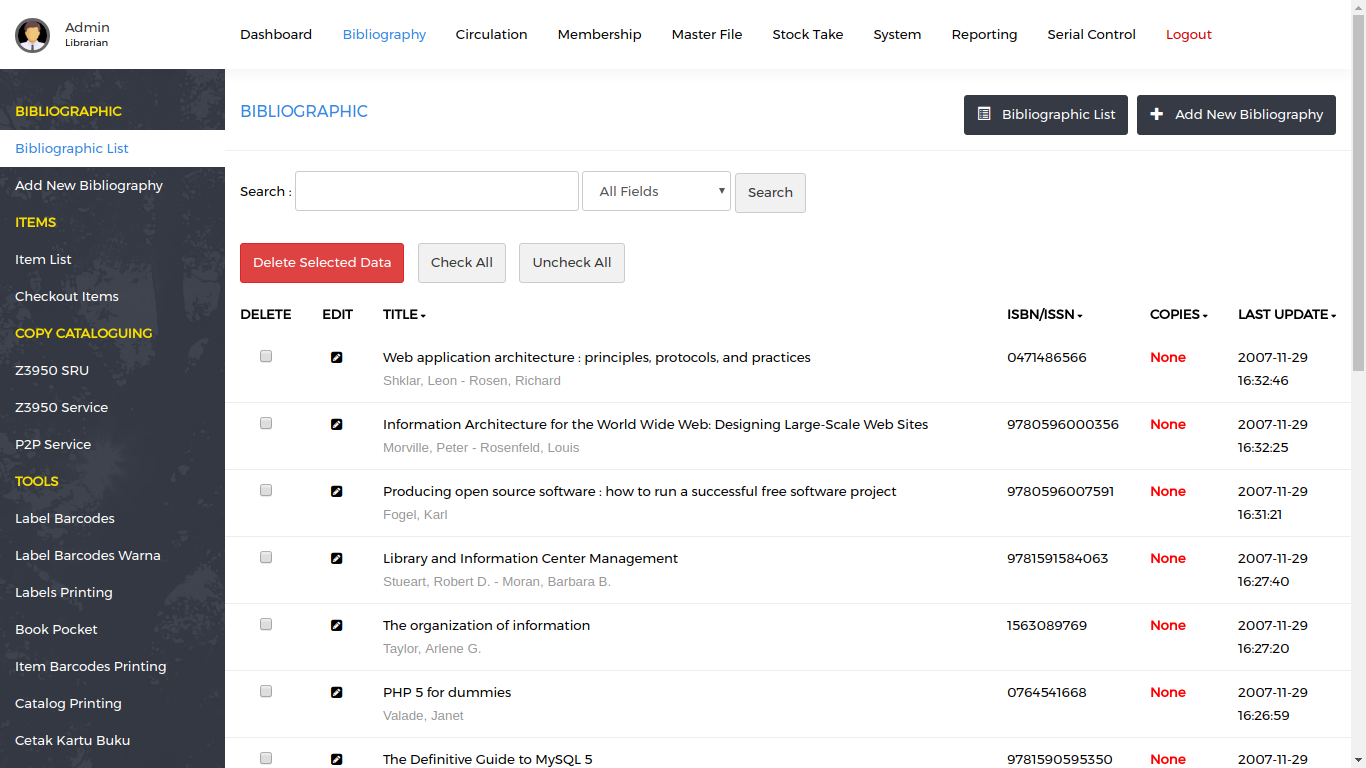 Admin
Librarian
Dashboard Bibliography Circulation Membership Master File Stock Take System Reporting Serial Control Logout
BIBLIOGRAPHIC
Bibliographic List
Add New Bibliography
ITEMS
Item List
Checkout Items
COPY CATALOGUING
Z3950 SRU
Z3950 Service
P2P Service
TOOLS
Label Barcodes
Label Barcodes Warna
Labels Printing
Book Pocket
Item Barcodes Printing
Catalog Printing
Cetak Kartu Buku
BIBLIOGRAPHIC
Bibliographic List Add New Bibliography
Search : All Fields Search
Delete Selected Data Check All Uncheck All
DELETE EDIT TITLE ISBN/ISSN COPIES LAST UPDATE
Web application architecture : principles, protocols, and practices 0471486566 None 2007-11-29
Shklar, Leon - Rosen, Richard 16:32:46
Information Architecture for the World Wide Web: Designing Large-Scale Web Sites 9780596000356 None 2007-11-29
Morville, Peter - Rosenfeld, Louis 16:32:25
Producing open source software : how to run a successful free software project 9780596007591 None 2007-11-29
Fogel, Karl 16:31:21
Library and Information Center Management 9781591584063 None 2007-11-29
Stueart, Robert D. - Moran, Barbara B. 16:27:40
The organization of information 1563089769 None 2007-11-29
Taylor, Arlene G. 16:27:20
PHP 5 for dummies 0764541668 None 2007-11-29
Valade, Janet 16:26:59
The Definitive Guide to MySQL 5 9781590595350 None 2007-11-29